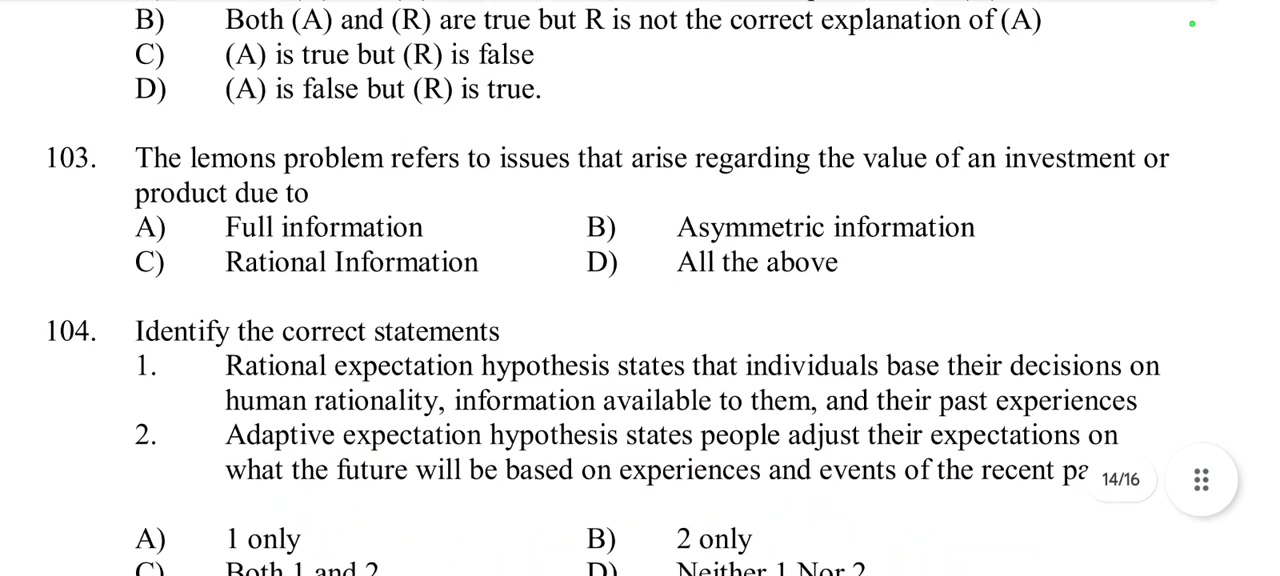 B) Both (A) and (R) are true but R is not the correct explanation of (A)
C) (A) is true but (R) is false
D) (A) is false but (R) is true.
103. The lemons problem refers to issues that arise regarding the value of an investment or
product due to
A) Full information B) Asymmetric information
C) Rational Information D) All the above
104. Identify the correct statements
1. Rational expectation hypothesis states that individuals base their decisions on
human rationality, information available to them, and their past experiences
2. Adaptive expectation hypothesis states people adjust their expectations on
what the future will be based on experiences and events of the recent
14/16
A) 1 only B) 2 only
C) Both 1 and 2 D) Neither 1 Nor 2